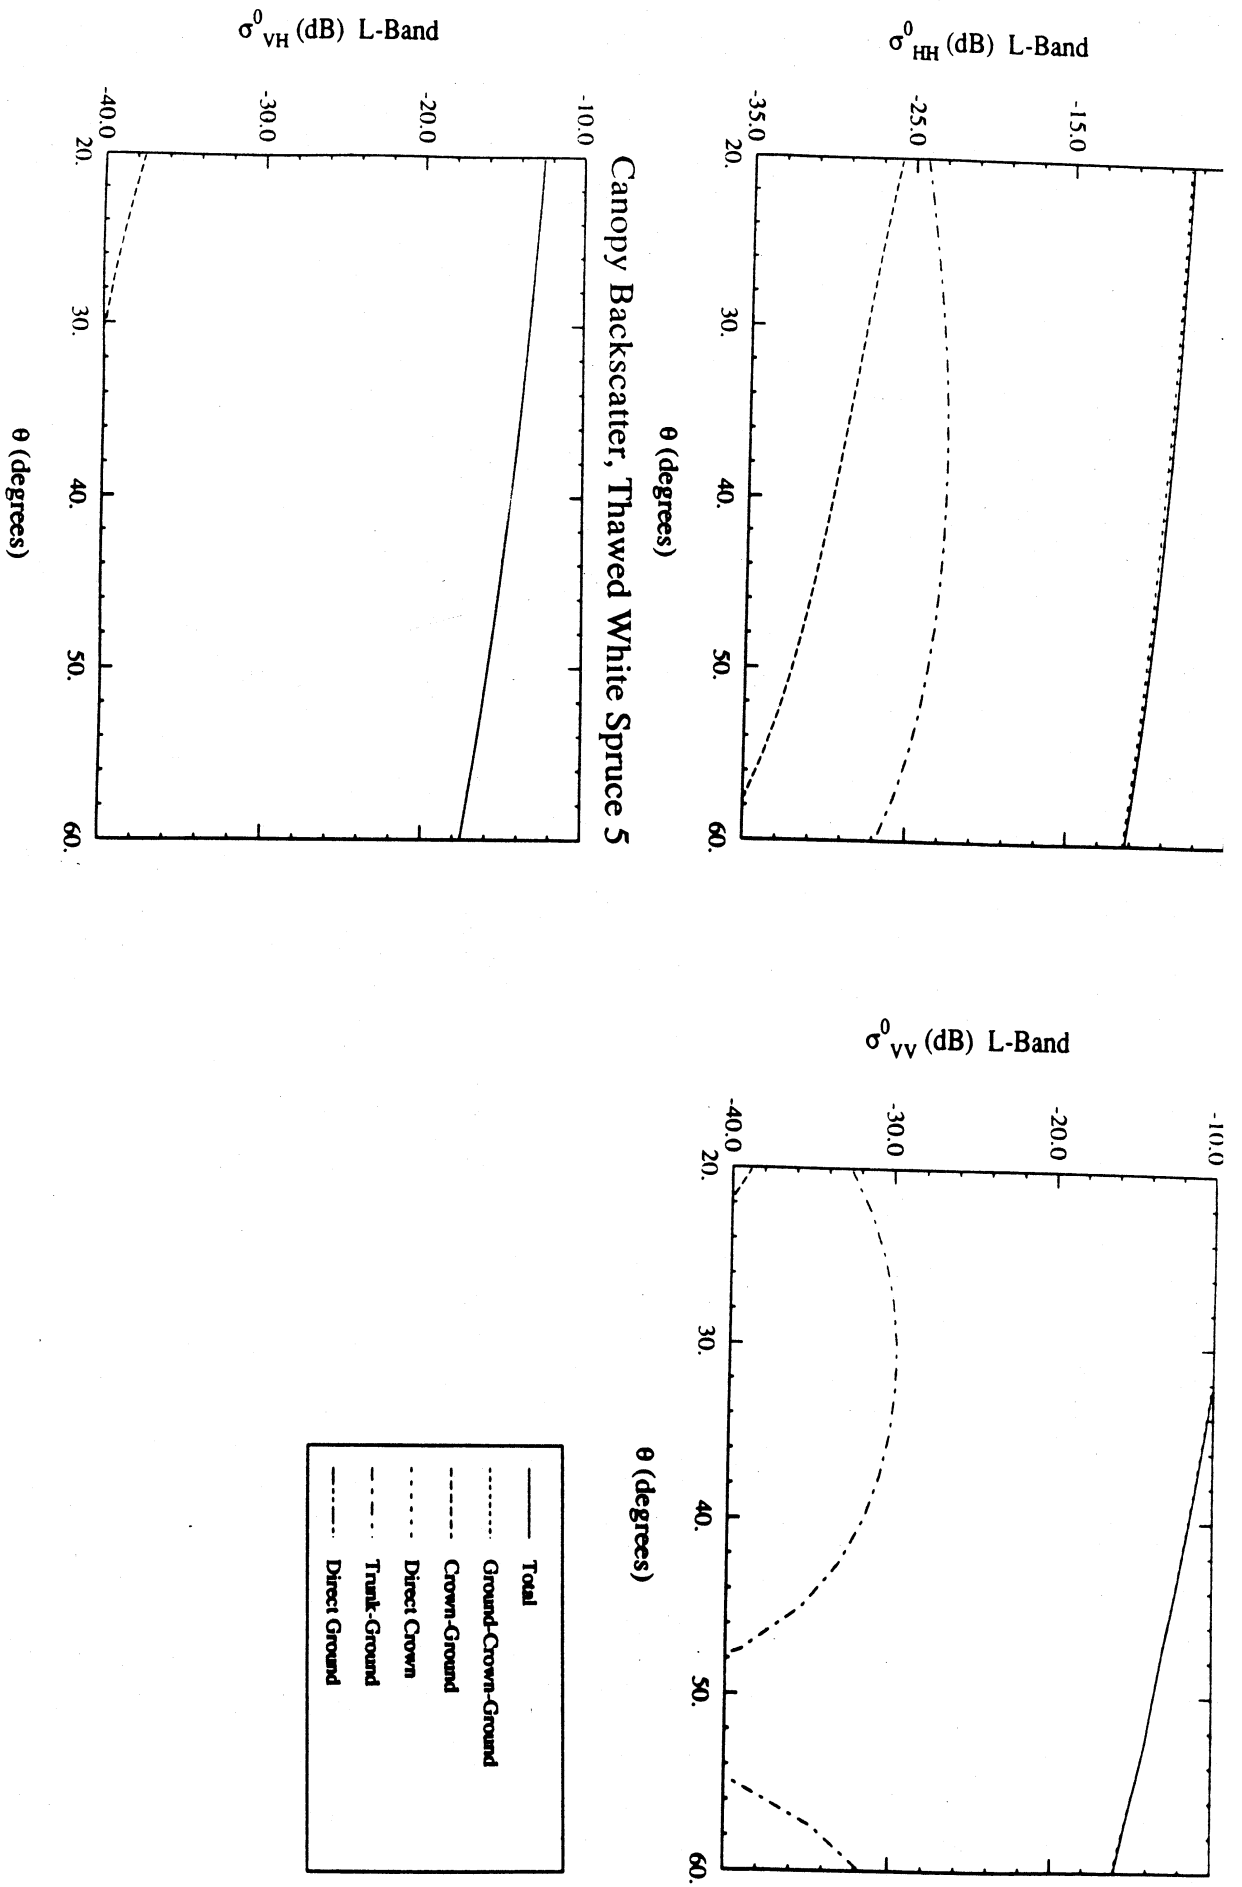 σ⁰HH (dB) L-Band
-15.0
-25.0
-35.0
20.
30.
40.
50.
60.
θ (degrees)
σ⁰VV (dB) L-Band
-10.0
-20.0
-30.0
-40.0
20.
30.
40.
50.
60.
θ (degrees)
Canopy Backscatter, Thawed White Spruce 5
σ⁰VH (dB) L-Band
-10.0
-20.0
-30.0
-40.0
20.
30.
40.
50.
60.
θ (degrees)
Total
Ground-Crown-Ground
Crown-Ground
Direct Crown
Trunk-Ground
Direct Ground